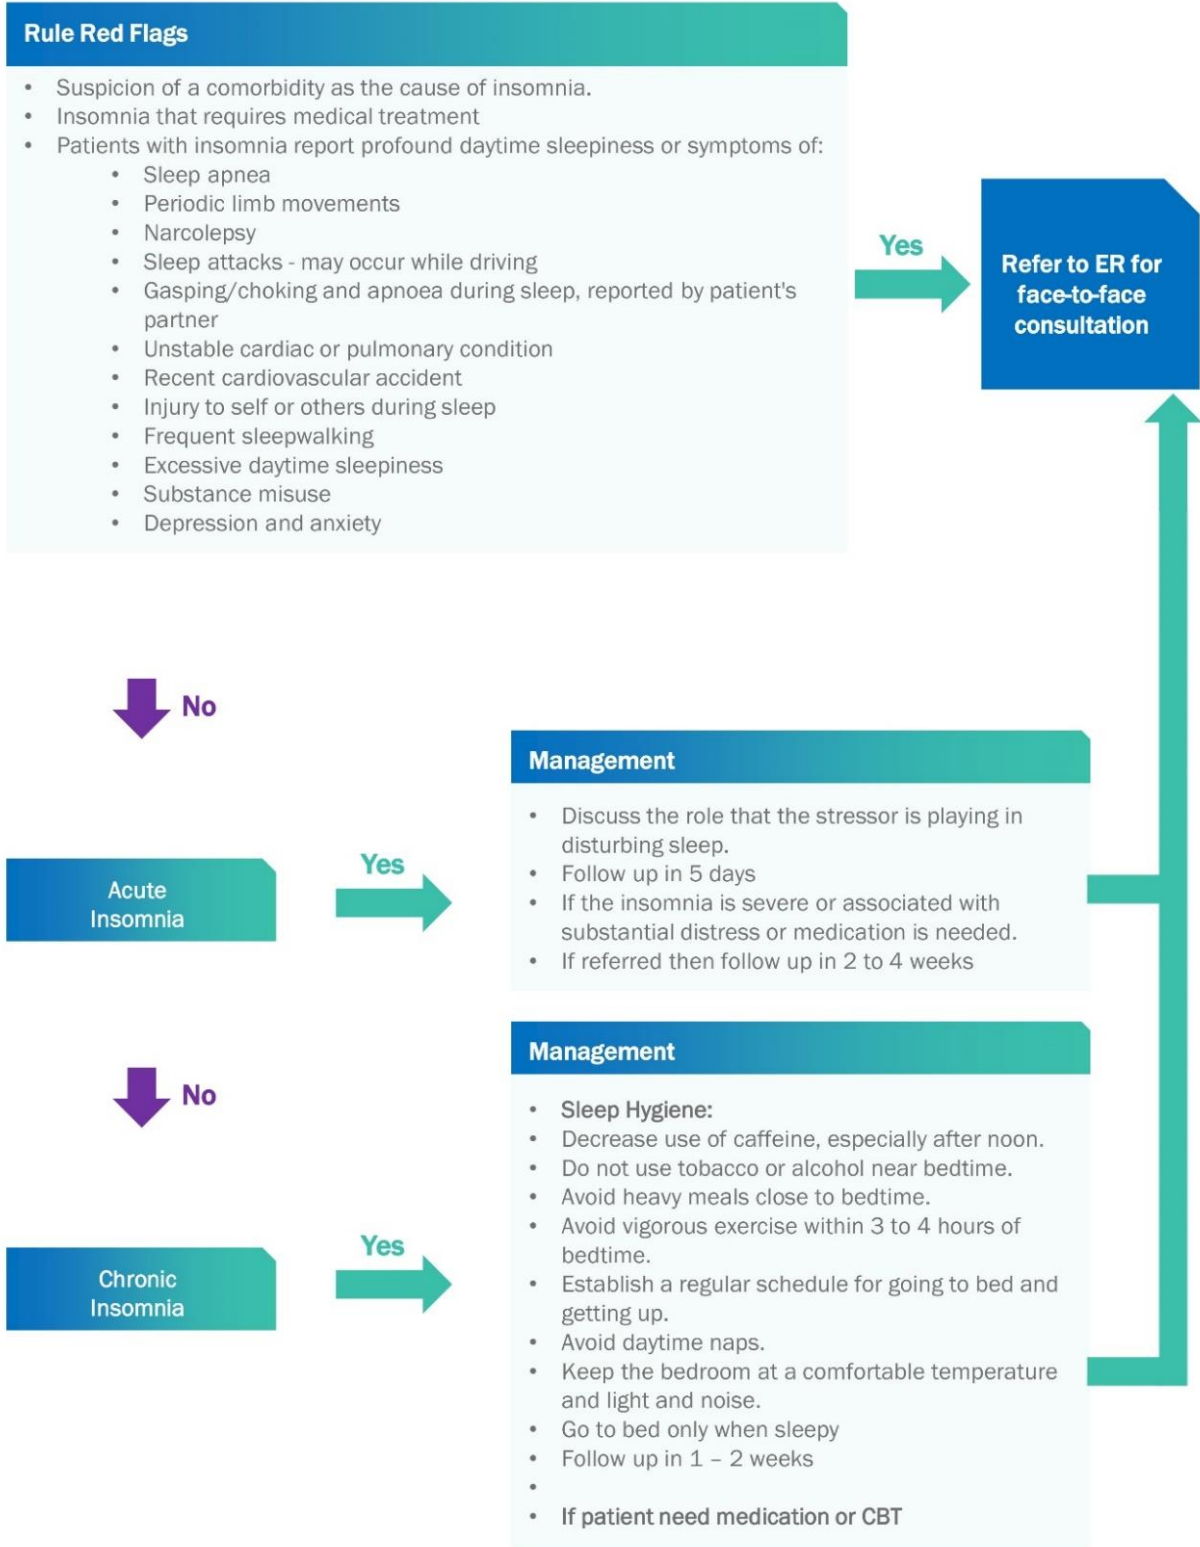 Rule Red Flags
• Suspicion of a comorbidity as the cause of insomnia.
• Insomnia that requires medical treatment
• Patients with insomnia report profound daytime sleepiness or symptoms of:
• Sleep apnea
• Periodic limb movements
• Narcolepsy
• Sleep attacks - may occur while driving
• Gasping/choking and apnoea during sleep, reported by patient's
partner
• Unstable cardiac or pulmonary condition
• Recent cardiovascular accident
• Injury to self or others during sleep
• Frequent sleepwalking
• Excessive daytime sleepiness
• Substance misuse
• Depression and anxiety
Yes
Refer to ER for
face-to-face
consultation
No
Acute
Insomnia
Yes
Management
• Discuss the role that the stressor is playing in
disturbing sleep.
• Follow up in 5 days
• If the insomnia is severe or associated with
substantial distress or medication is needed.
• If referred then follow up in 2 to 4 weeks
No
Chronic
Insomnia
Yes
Management
• Sleep Hygiene:
• Decrease use of caffeine, especially after noon.
• Do not use tobacco or alcohol near bedtime.
• Avoid heavy meals close to bedtime.
• Avoid vigorous exercise within 3 to 4 hours of
bedtime.
• Establish a regular schedule for going to bed and
getting up.
• Avoid daytime naps.
• Keep the bedroom at a comfortable temperature
and light and noise.
• Go to bed only when sleepy
• Follow up in 1 – 2 weeks
•
• If patient need medication or CBT